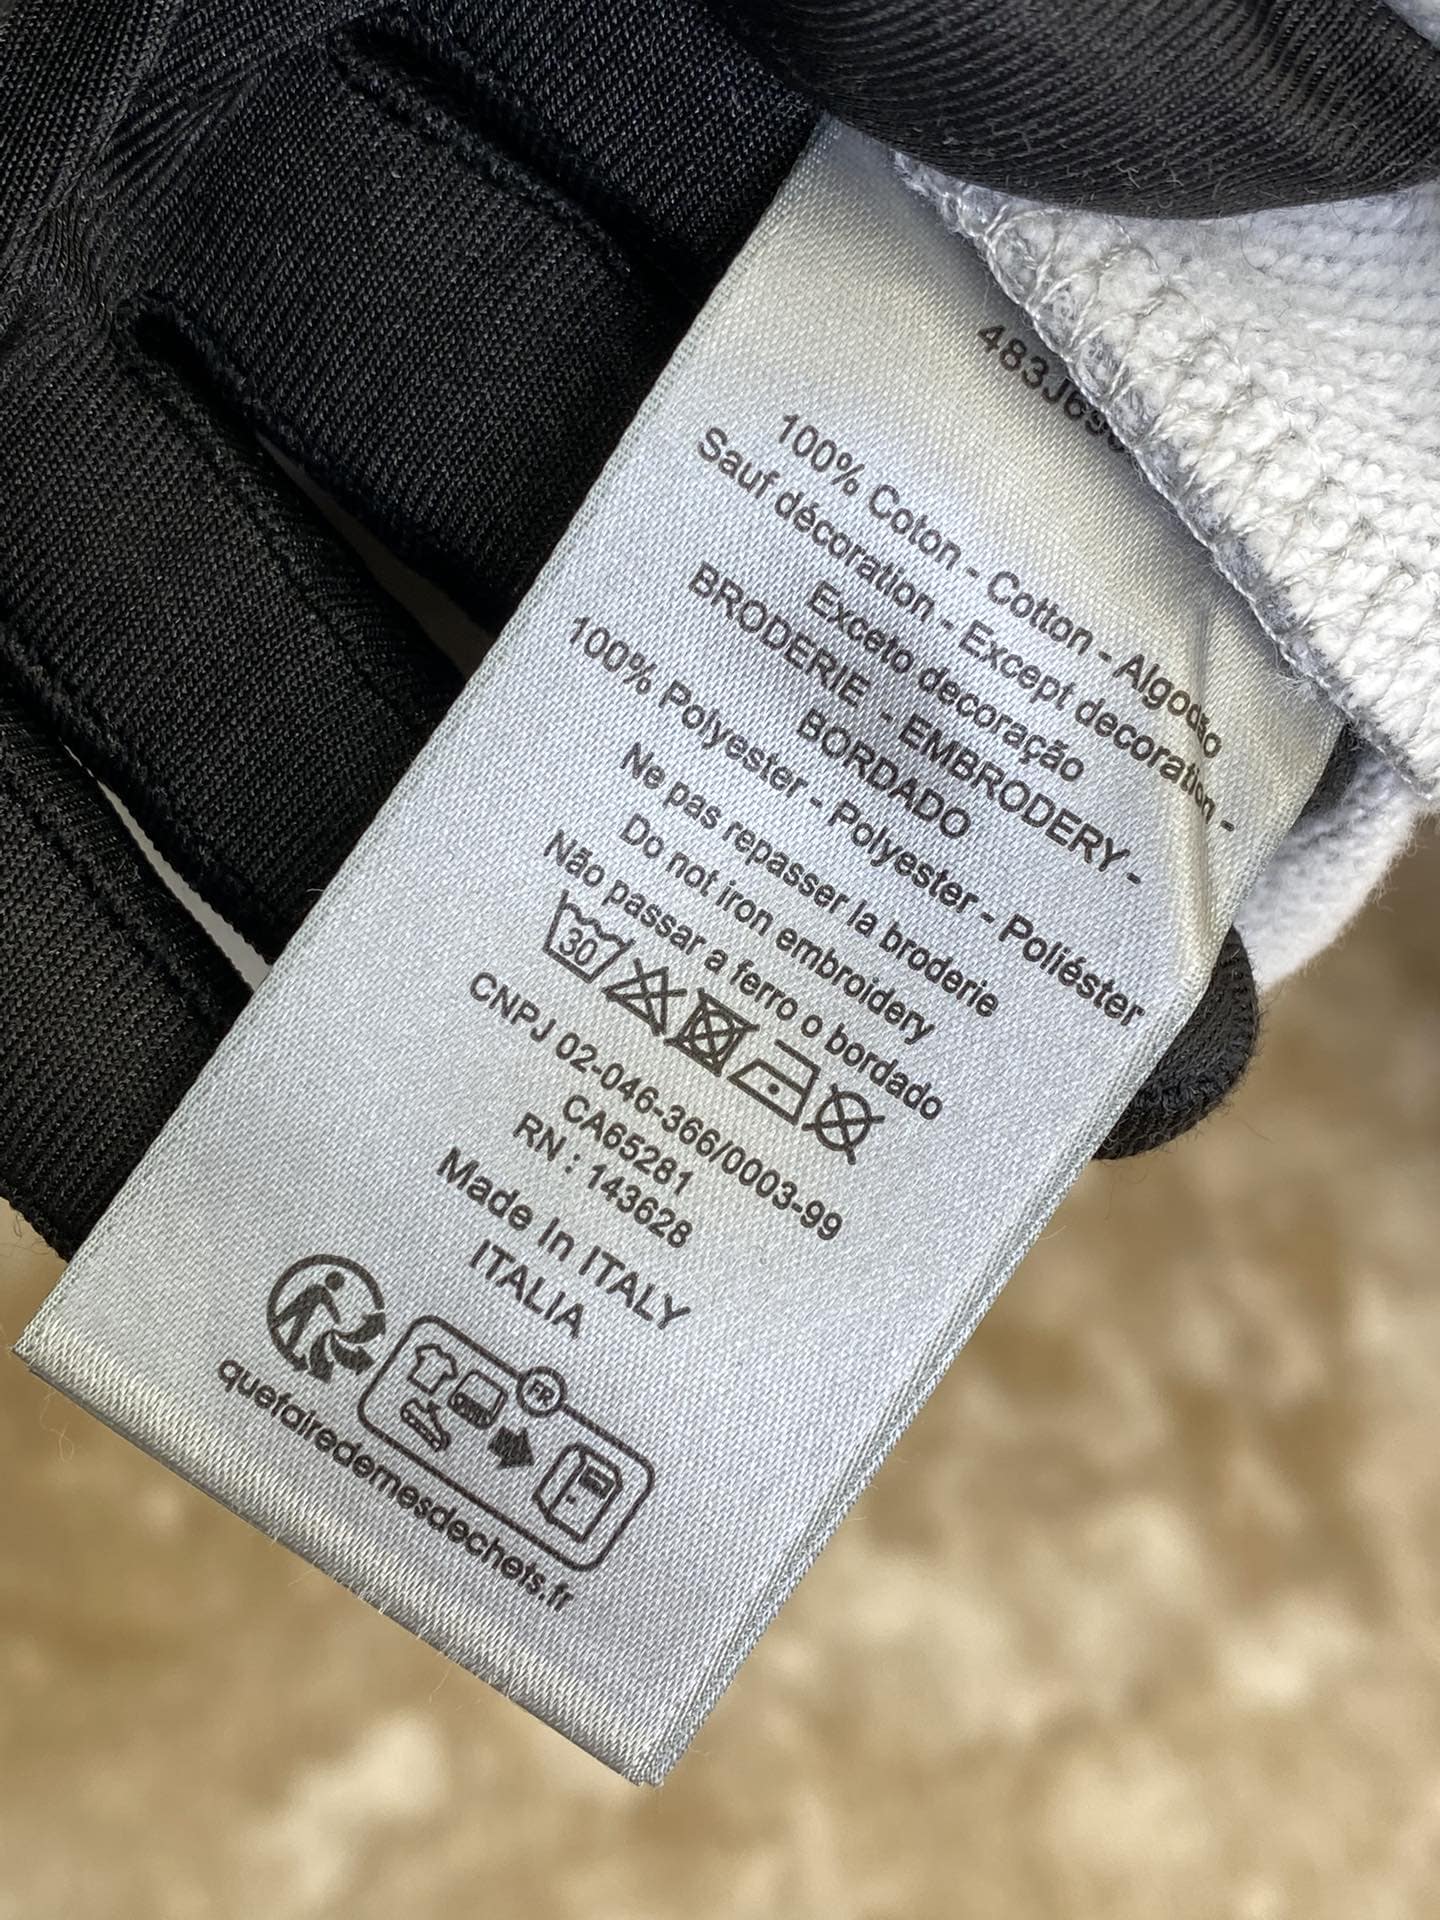 100% Coton - Cotton - Algodão
Sauf décoration - Except decoration -
Exceto decoração
BRODERIE - EMBRODERY -
BORDADO
100% Polyester - Polyester - Poliéster
Ne pas repasser la broderie
Do not iron embroidery
Não passar a ferro o bordado
30
CNPJ 02-046-366/0003-99
CA65281
RN : 143628
Made In ITALY
ITALIA
FR
quefairedemesdechets.fr